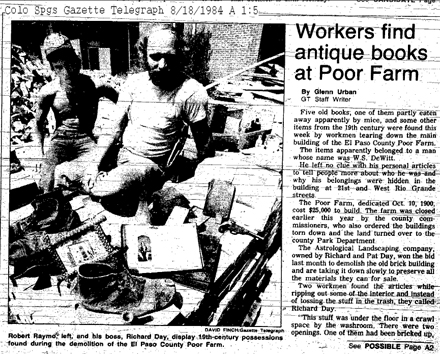 Colo Spgs Gazette Telegraph 8/18/1984 A 1:5
Workers find
antique books
at Poor Farm
By Glenn Urban
GT Staff Writer
Five old books, one of them partly eaten
away apparently by mice, and some other
items from the 19th century were found this
week by workmen tearing down the main
building of the El Paso County Poor Farm.
The items apparently belonged to a man
whose name was W.S. DeWitt.
He left no clue with his personal articles
to tell people more about who he was and
why his belongings were hidden in the
building at 21st and West Rio Grande
streets
The Poor Farm, dedicated Oct. 10, 1900,
cost $25,000 to build. The farm was closed
earlier this year by the county com-
missioners, who also ordered the buildings
torn down and the land turned over to the
county Park Department
The Astrological Landscaping company,
owned by Richard and Pat Day, won the bid
last month to demolish the old brick building
and are taking it down slowly to preserve all
the materials they can for sale.
Two workmen found the articles while
ripping out some of the interior and instead
of tossing the stuff in the trash, they called
Richard Day.
"This stuff was under the floor in a crawl
space by the washroom. There were two
openings. One of them had been bricked up,
See POSSIBLE Page A2
DAVID FINCH/Gazette Telegraph
Robert Raymo, left, and his boss, Richard Day, display 19th-century possessions
found during the demolition of the El Paso County Poor Farm.